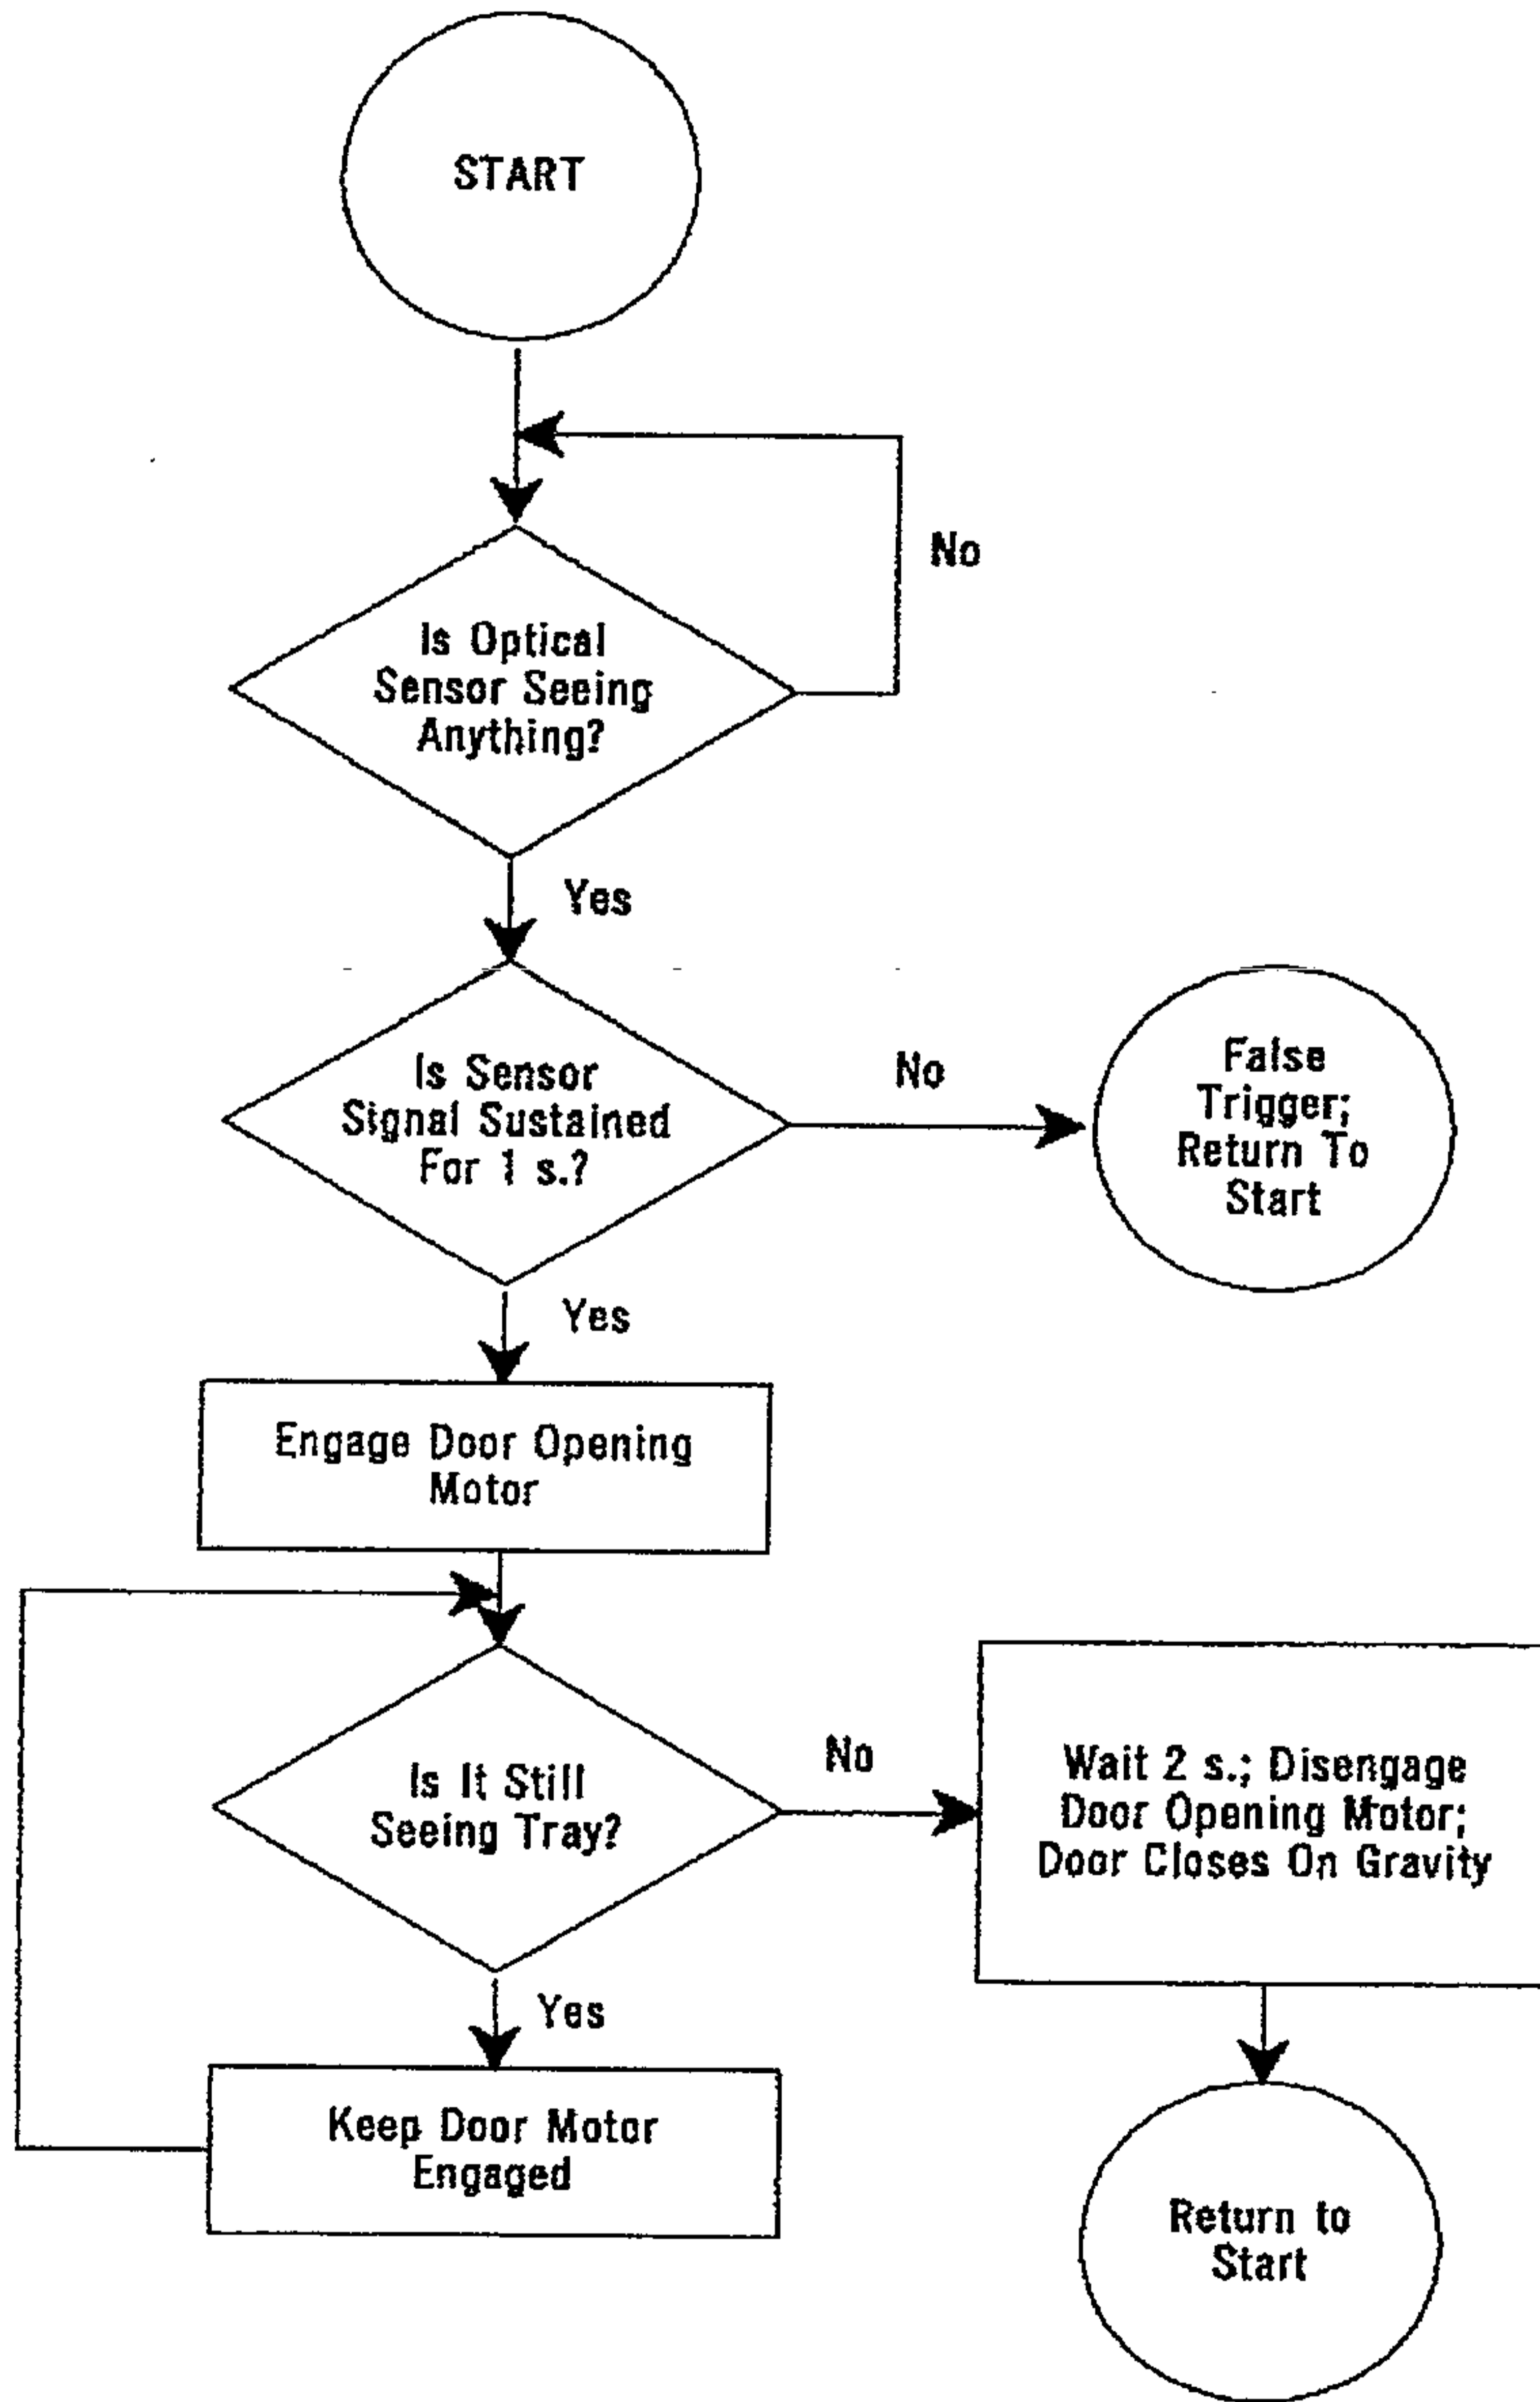 START
No
Is Optical
Sensor Seeing
Anything?
Yes
Is Sensor
Signal Sustained
For 1 s.?
No
False
Trigger;
Return To
Start
Yes
Engage Door Opening
Motor
Is It Still
Seeing Tray?
No
Wait 2 s.; Disengage
Door Opening Motor;
Door Closes On Gravity
Yes
Keep Door Motor
Engaged
Return to
Start